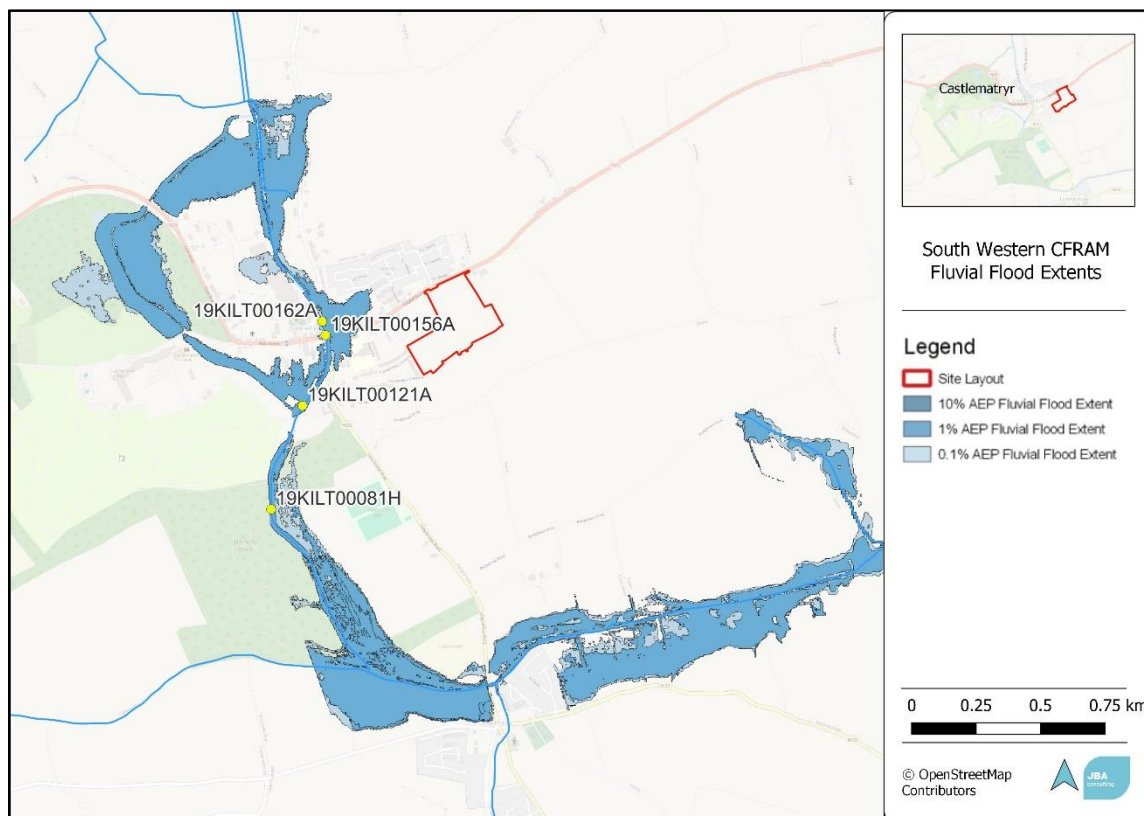 19KILT00162A
19KILT00156A
19KILT00121A
19KILT00081H
Castlematryr
South Western CFRAM
Fluvial Flood Extents
Legend
Site Layout
10% AEP Fluvial Flood Extent
1% AEP Fluvial Flood Extent
0.1% AEP Fluvial Flood Extent
0 0.25 0.5 0.75 km
© OpenStreetMap
Contributors
JBA
consulting